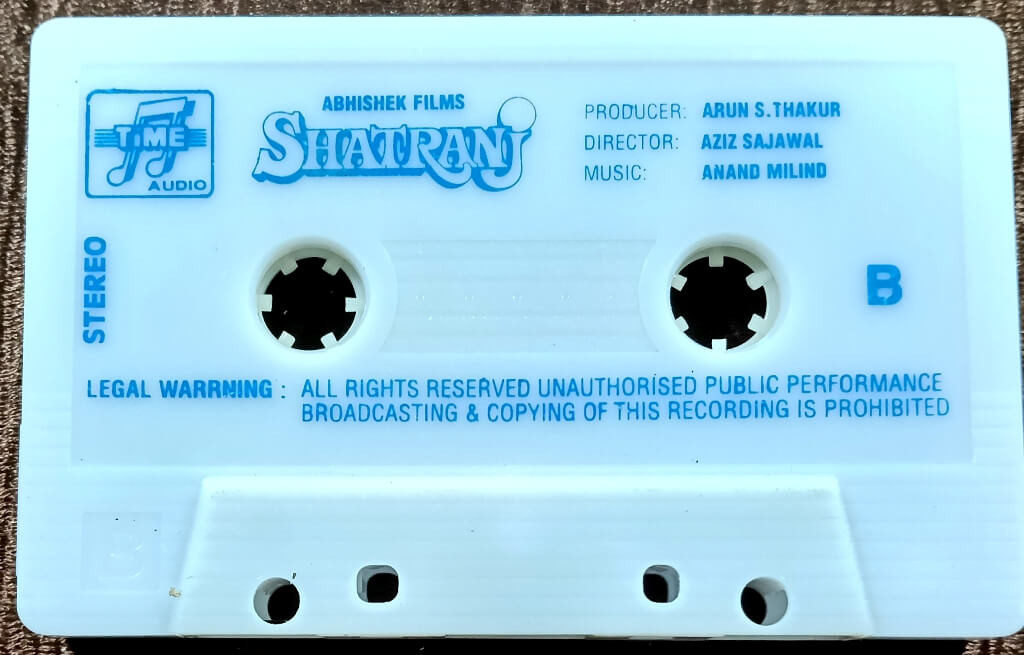 TIME
AUDIO
ABHISHEK FILMS
SHATRANJ
PRODUCER: ARUN S.THAKUR
DIRECTOR: AZIZ SAJAWAL
MUSIC: ANAND MILIND
STEREO
B
LEGAL WARRNING : ALL RIGHTS RESERVED UNAUTHORISED PUBLIC PERFORMANCE
BROADCASTING & COPYING OF THIS RECORDING IS PROHIBITED
B